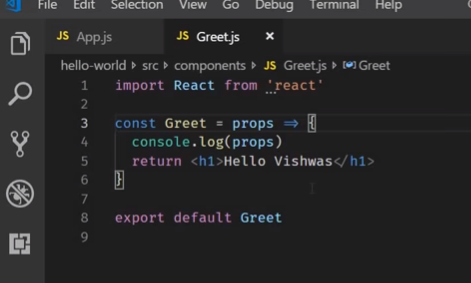 File Edit Selection View Go Debug Terminal Help
JS App.js JS Greet.js ×
hello-world › src › components › JS Greet.js › Greet
1 import React from 'react'
2
3 const Greet = props => {
4 console.log(props)
5 return <h1>Hello Vishwas</h1>
6 }
7
8 export default Greet
9